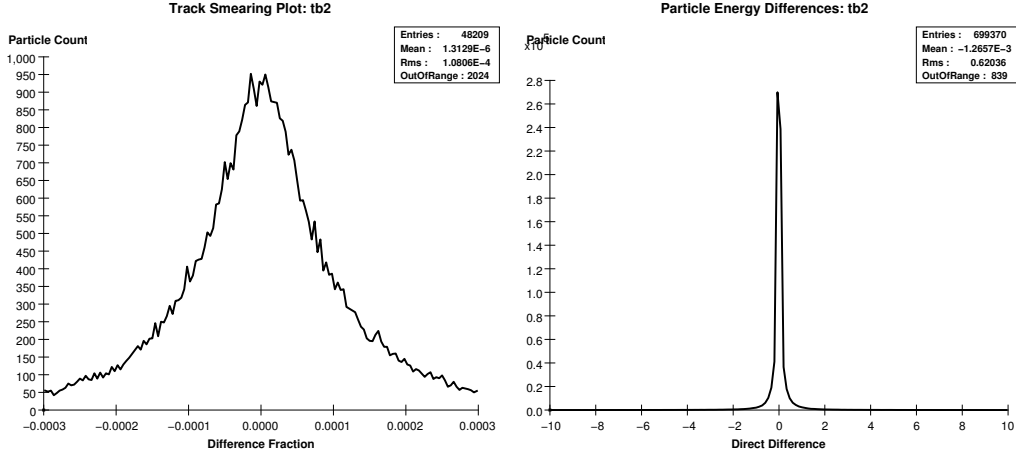 Track Smearing Plot: tb2
Particle Count
Entries : 48209
Mean : 1.3129E−6
Rms : 1.0806E−4
OutOfRange : 2024
1,000
950
900
850
800
750
700
650
600
550
500
450
400
350
300
250
200
150
100
50
0
−0.0003 −0.0002 −0.0001 0.0000 0.0001 0.0002 0.0003
Difference Fraction
Particle Energy Differences: tb2
Particle Count
Entries : 699370
Mean : −1.2657E−3
Rms : 0.62036
OutOfRange : 839
2.8
2.6
2.4
2.2
2.0
1.8
1.6
1.4
1.2
1.0
0.8
0.6
0.4
0.2
0.0
−10 −8 −6 −4 −2 0 2 4 6 8 10
Direct Difference